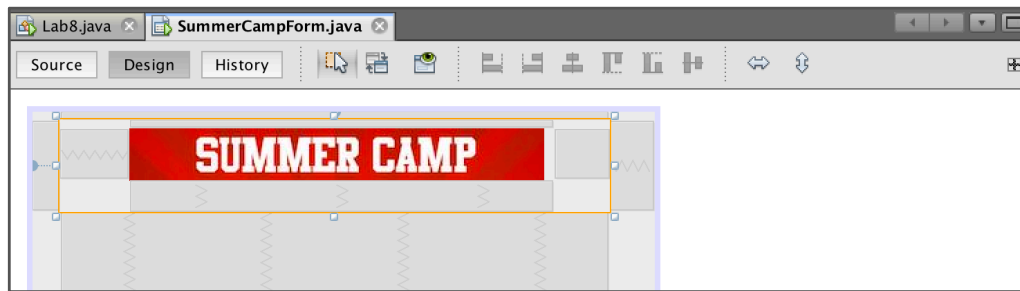 Lab8.java SummerCampForm.java
Source Design History
SUMMER CAMP